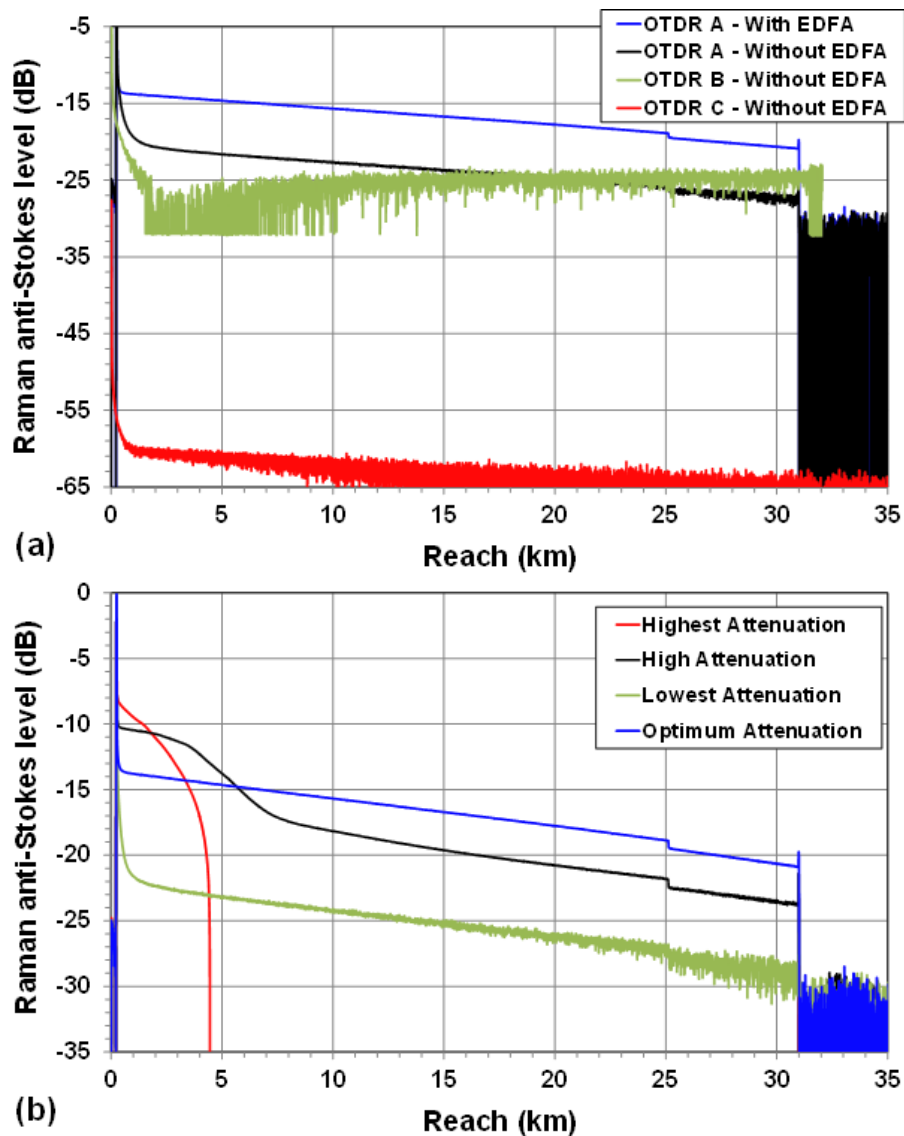 -5
-15
-25
-35
-45
-55
-65
Raman anti-Stokes level (dB)
OTDR A - With EDFA
OTDR A - Without EDFA
OTDR B - Without EDFA
OTDR C - Without EDFA
0 5 10 15 20 25 30 35
Reach (km)
(a)
0
-5
-10
-15
-20
-25
-30
-35
Raman anti-Stokes level (dB)
Highest Attenuation
High Attenuation
Lowest Attenuation
Optimum Attenuation
0 5 10 15 20 25 30 35
Reach (km)
(b)